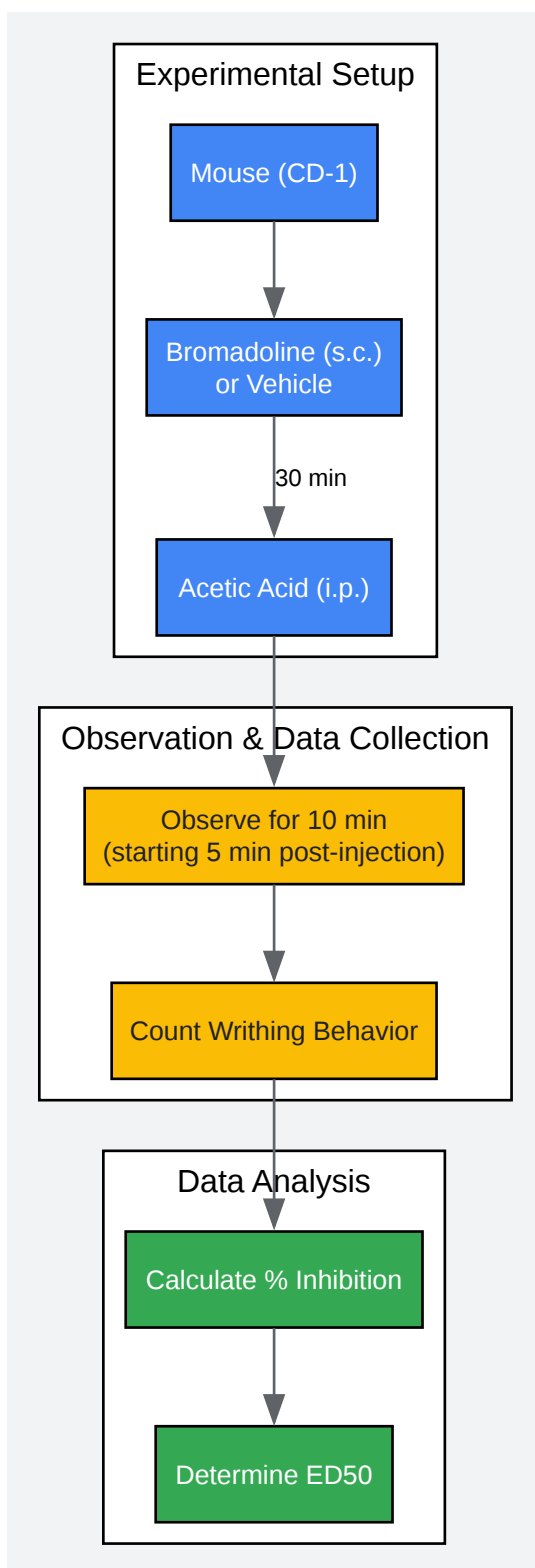 Experimental Setup
Mouse (CD-1)
Bromadoline (s.c.)
or Vehicle
30 min
Acetic Acid (i.p.)
Observation & Data Collection
Observe for 10 min
(starting 5 min post-injection)
Count Writhing Behavior
Data Analysis
Calculate % Inhibition
Determine ED50